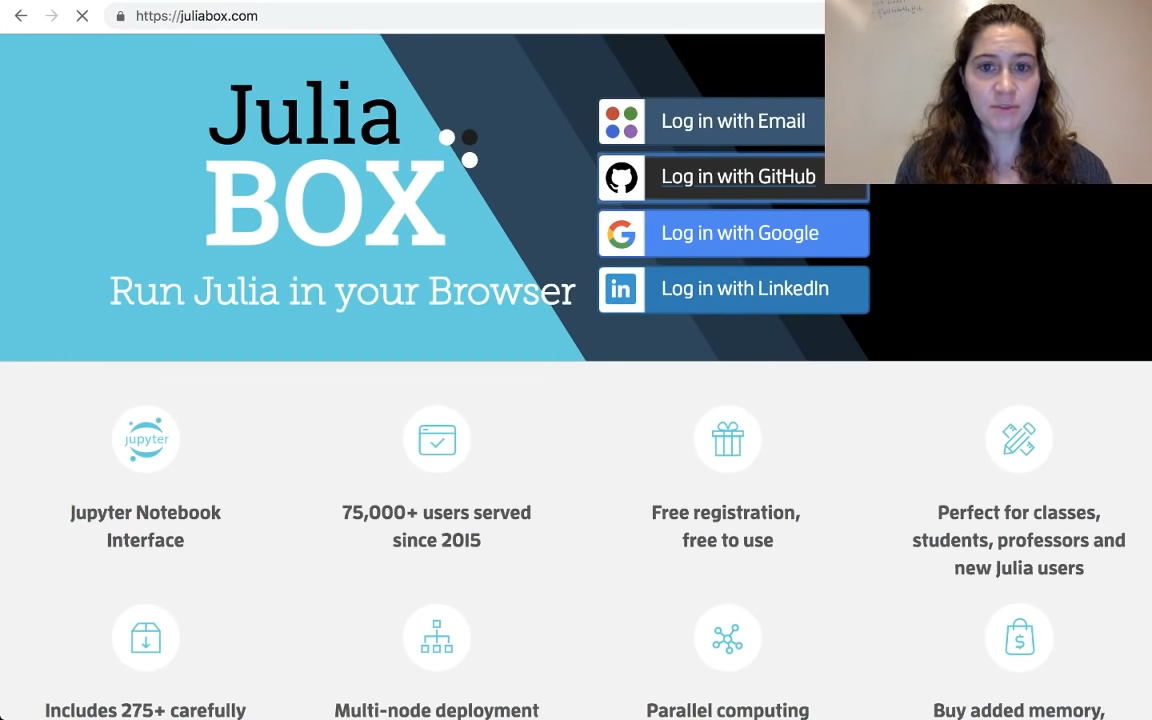 https://juliabox.com
Julia
BOX
Run Julia in your Browser
Log in with Email
Log in with GitHub
Log in with Google
in
Log in with LinkedIn
jupyter
Jupyter Notebook
Interface
75,000+ users served
since 2015
Free registration,
free to use
Perfect for classes,
students, professors and
new Julia users
$
Includes 275+ carefully
Multi-node deployment
Parallel computing
Buy added memory,